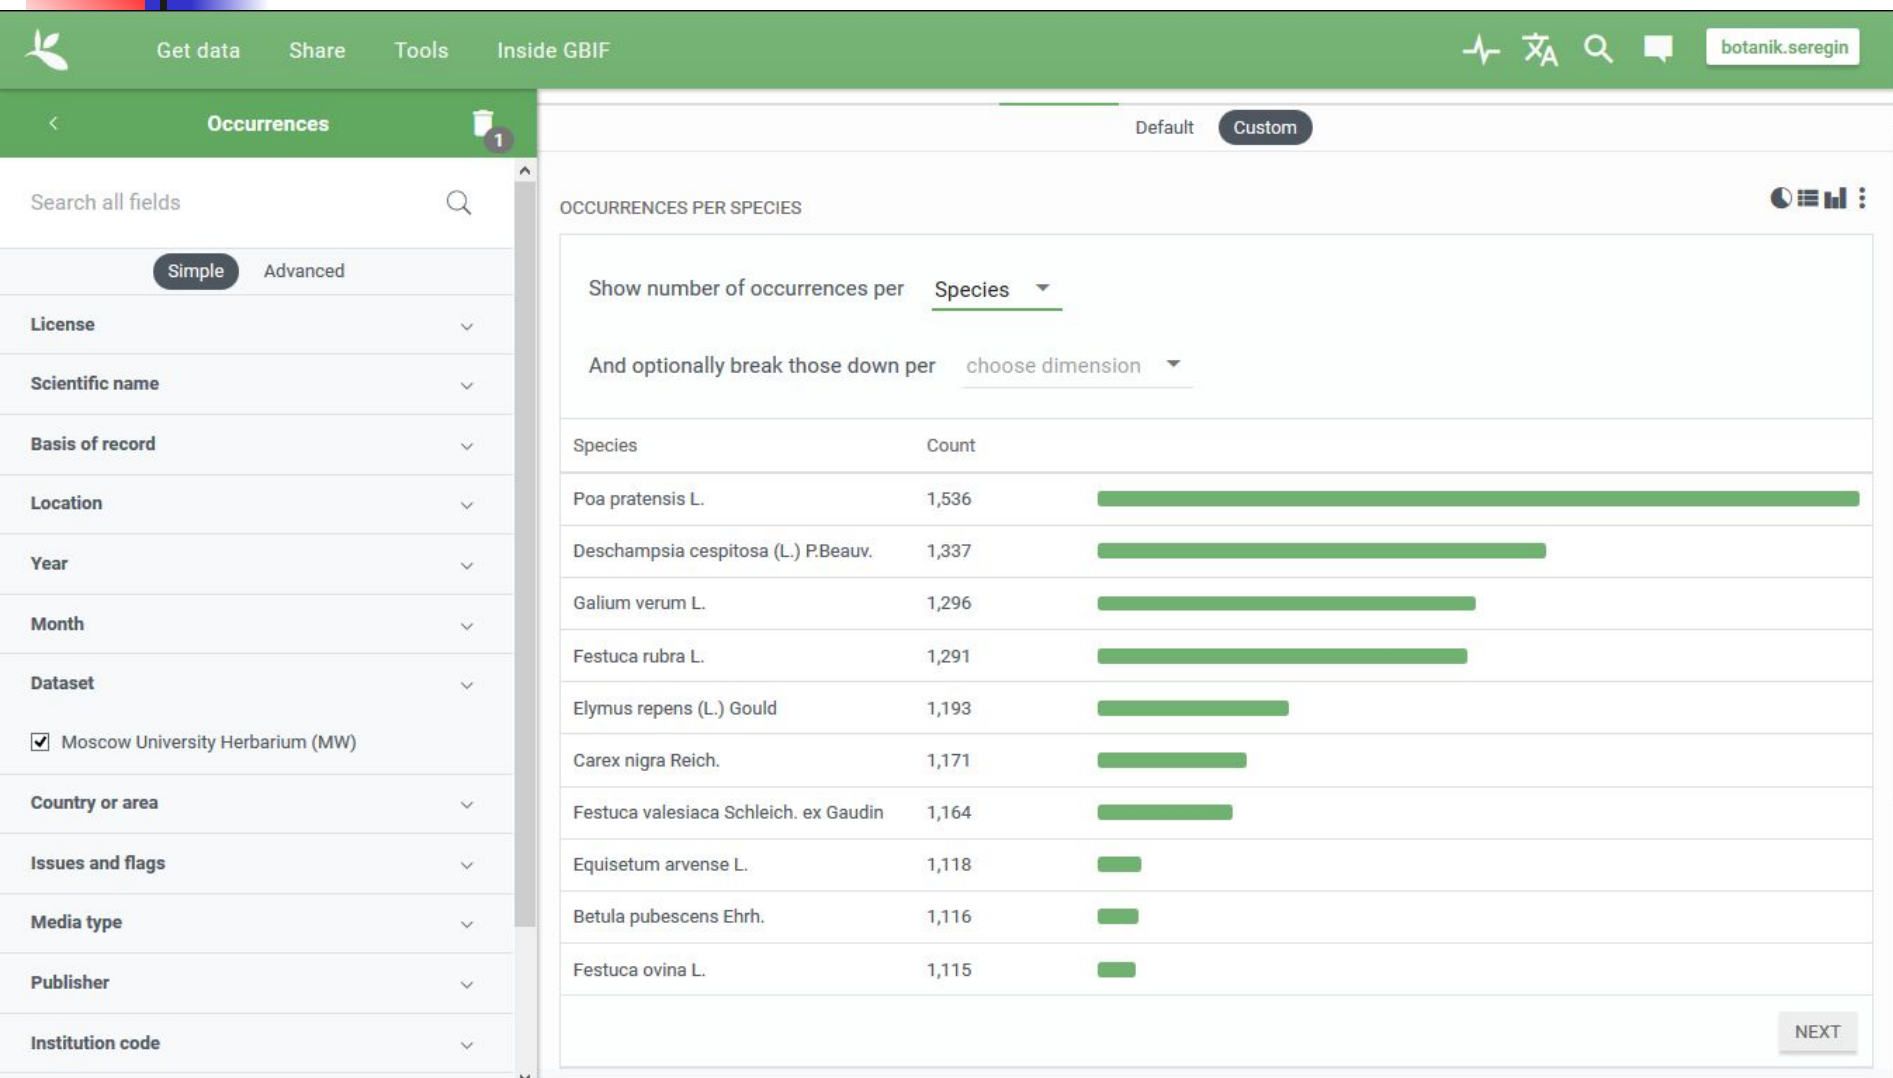 Get data Share Tools Inside GBIF botanik.seregin
Occurrences 1
Default Custom
Search all fields
Simple Advanced
License
Scientific name
Basis of record
Location
Year
Month
Dataset
Moscow University Herbarium (MW)
Country or area
Issues and flags
Media type
Publisher
Institution code
OCCURRENCES PER SPECIES
Show number of occurrences per Species
And optionally break those down per choose dimension
Species Count
Poa pratensis L. 1,536
Deschampsia cespitosa (L.) P.Beauv. 1,337
Galium verum L. 1,296
Festuca rubra L. 1,291
Elymus repens (L.) Gould 1,193
Carex nigra Reich. 1,171
Festuca valesiaca Schleich. ex Gaudin 1,164
Equisetum arvense L. 1,118
Betula pubescens Ehrh. 1,116
Festuca ovina L. 1,115
NEXT